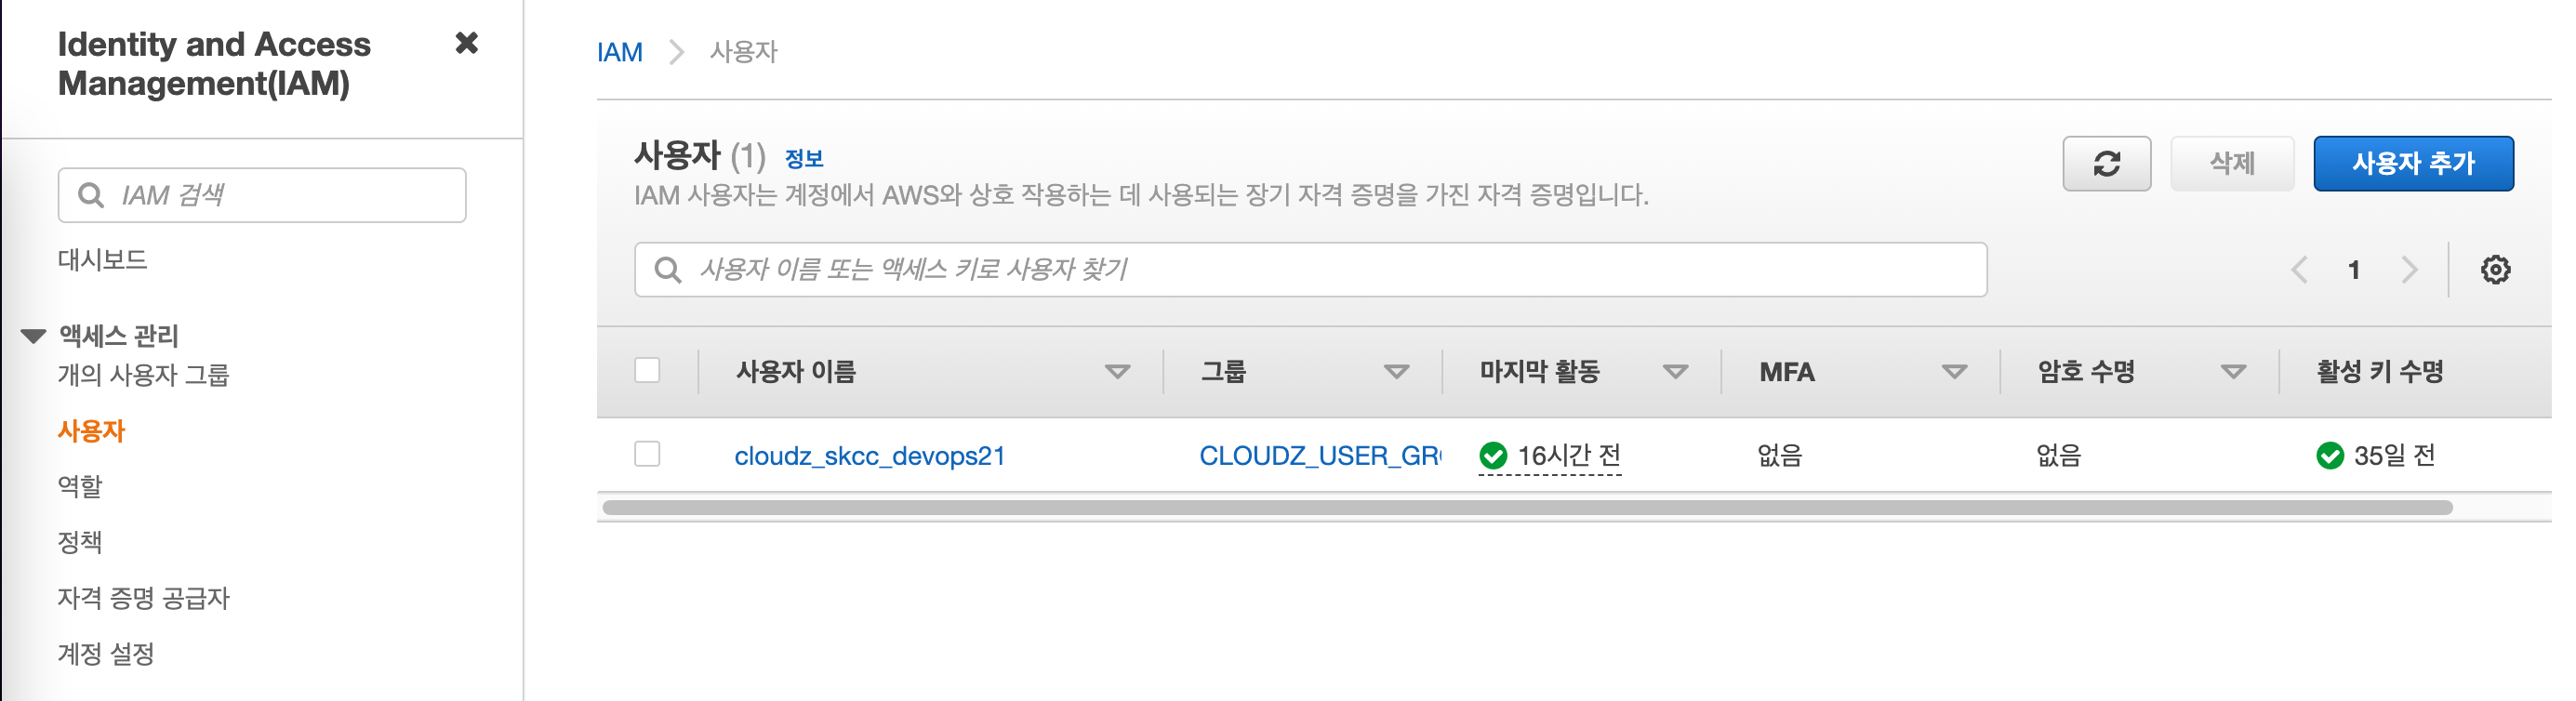 Identity and Access
Management(IAM)
IAM 검색
대시보드
액세스 관리
개의 사용자 그룹
사용자
역할
정책
자격 증명 공급자
계정 설정
IAM 사용자
사용자 (1) 정보
IAM 사용자는 계정에서 AWS와 상호 작용하는 데 사용되는 장기 자격 증명을 가진 자격 증명입니다.
삭제 사용자 추가
사용자 이름 또는 액세스 키로 사용자 찾기
1
사용자 이름 그룹 마지막 활동 MFA 암호 수명 활성 키 수명
cloudz_skcc_devops21 CLOUDZ_USER_GR 16시간 전 없음 없음 35일 전